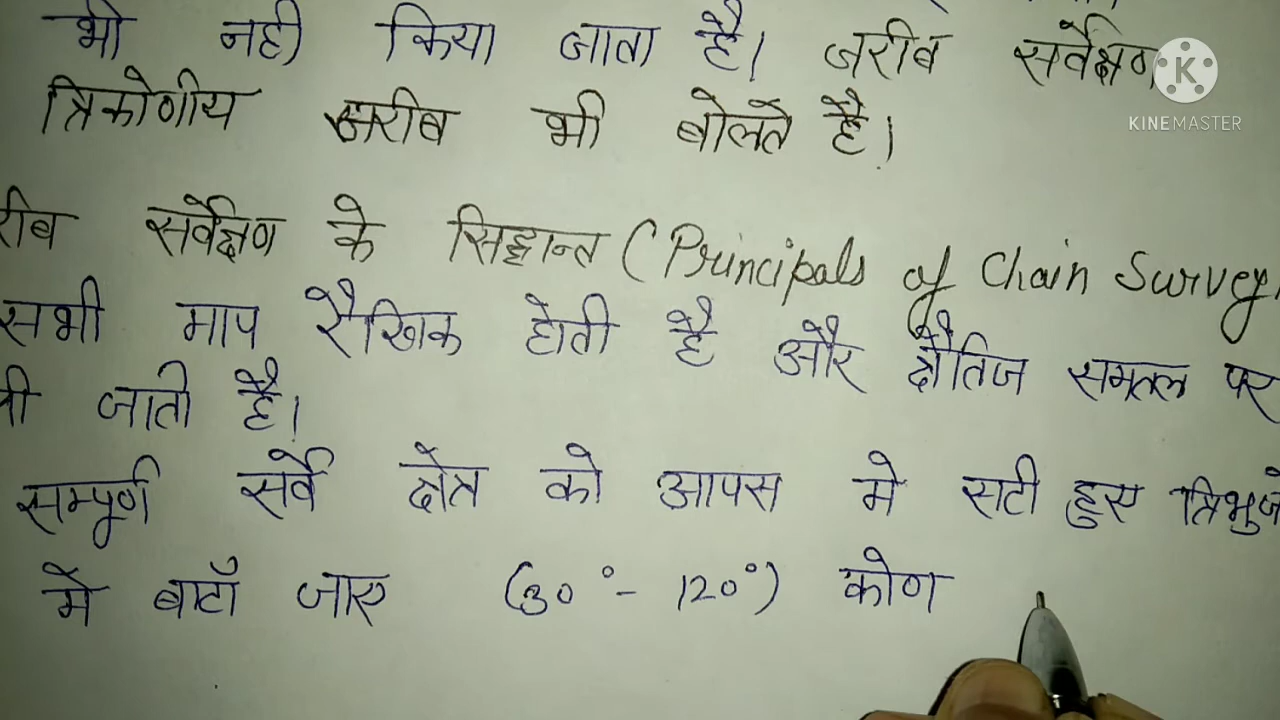 भी नही किया जाता है। जरीब सर्वेक्षण
त्रिकोणीय जरीब भी बोलते है।
रीब सर्वेक्षण के सिद्धान्त (Principals of Chain Survey
सभी माप रैखिक होती है और क्षैतिज समतल पर
जाती है।
सम्पूर्ण सर्वे क्षेत्र को आपस मे सटी हुए त्रिभुजो
मे बाटाँ जाए (30°-120°) कोण
KINEMASTER